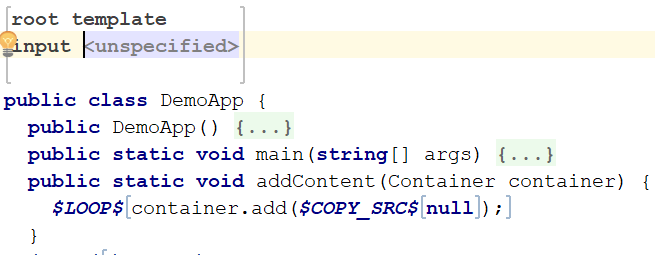 root template
input <unspecified>
public class DemoApp {
public DemoApp() {...}
public static void main(string[] args) {...}
public static void addContent(Container container) {
$LOOP$[container.add($COPY_SRC$[null]);]
}